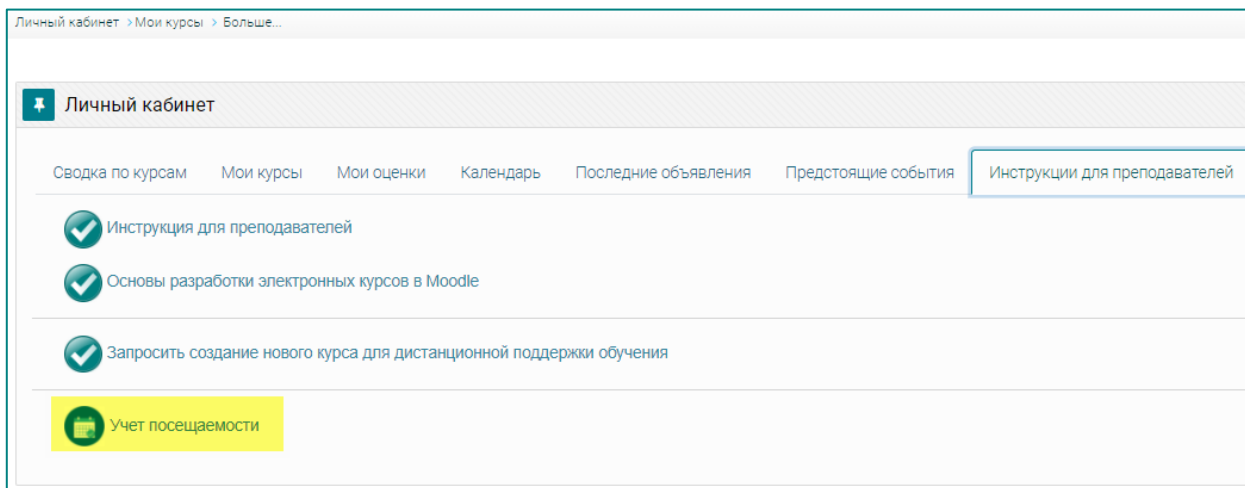 Личный кабинет > Мои курсы > Больше...
Личный кабинет
Сводка по курсам Мои курсы Мои оценки Календарь Последние объявления Предстоящие события Инструкции для преподавателей
Инструкция для преподавателей
Основы разработки электронных курсов в Moodle
Запросить создание нового курса для дистанционной поддержки обучения
Учет посещаемости